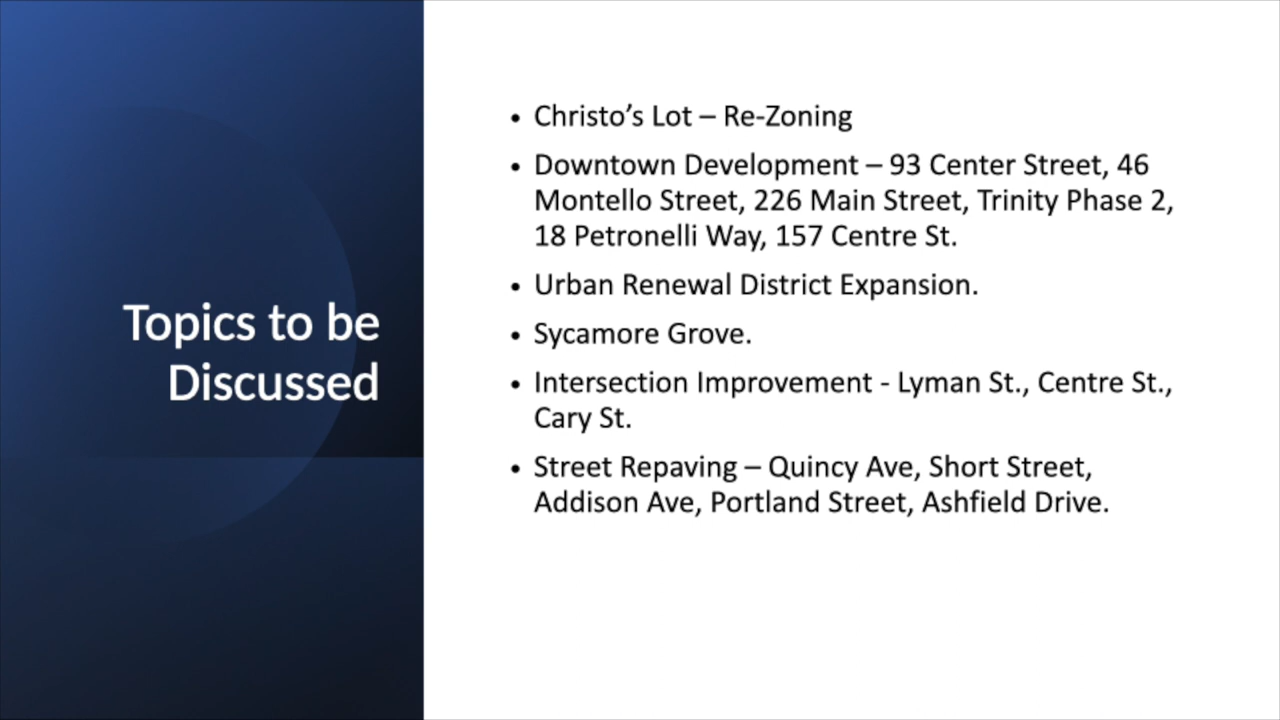 Topics to be
Discussed
• Christo’s Lot – Re-Zoning
• Downtown Development – 93 Center Street, 46
Montello Street, 226 Main Street, Trinity Phase 2,
18 Petronelli Way, 157 Centre St.
• Urban Renewal District Expansion.
• Sycamore Grove.
• Intersection Improvement - Lyman St., Centre St.,
Cary St.
• Street Repaving – Quincy Ave, Short Street,
Addison Ave, Portland Street, Ashfield Drive.